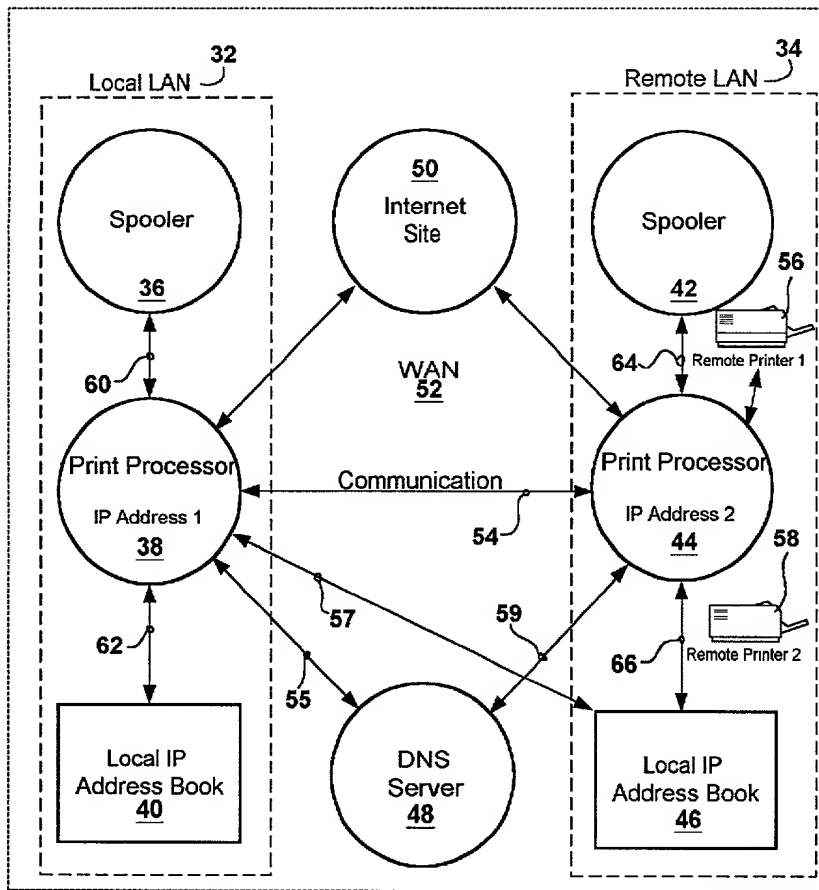 Local LAN 32
Remote LAN 34
Spooler
36
50
Internet
Site
Spooler
42
56
Remote Printer 1
60
WAN
52
64
Print Processor
IP Address 1
38
Communication
54
Print Processor
IP Address 2
44
58
Remote Printer 2
62
57
55
59
66
Local IP
Address Book
40
DNS
Server
48
Local IP
Address Book
46